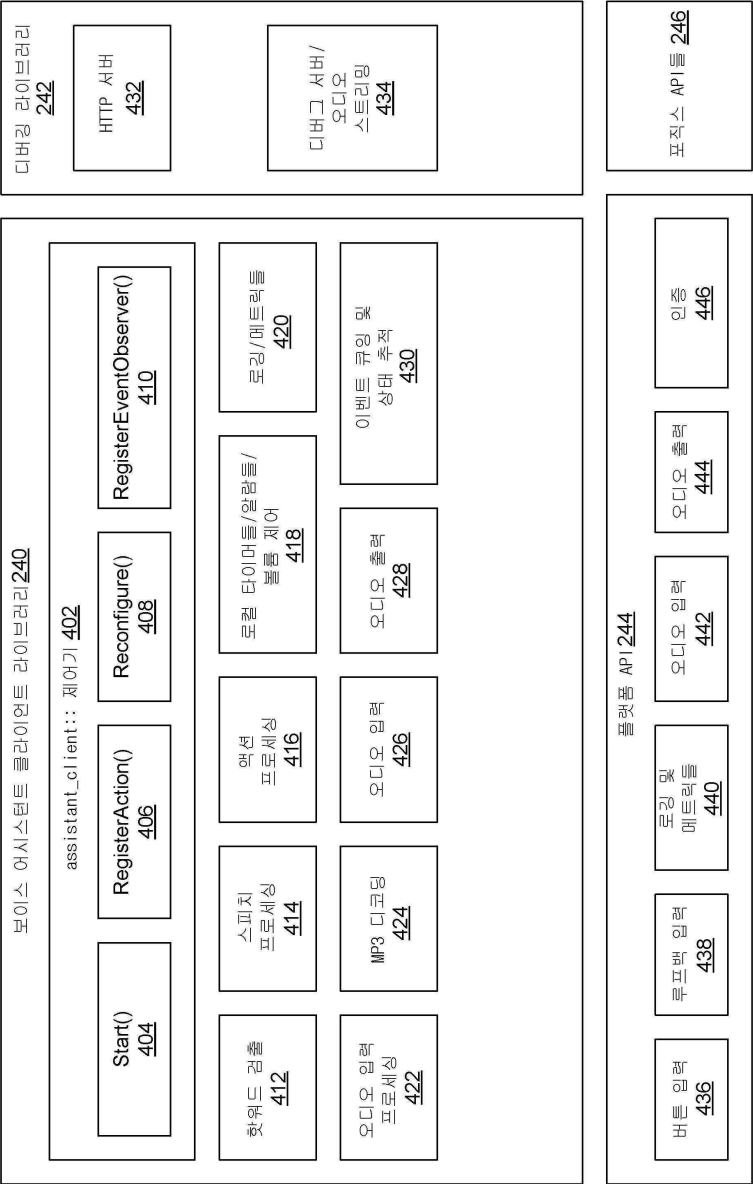 보이스 어시스턴트 클라이언트 라이브러리240
assistant_client:: 제어기 402
Start()
404
RegisterAction()
406
Reconfigure()
408
RegisterEventObserver()
410
핫워드 검출
412
스피치
프로세싱
414
액션
프로세싱
416
로컬 타이머들/알람들/
볼륨 제어
418
로깅/메트릭들
420
오디오 입력
프로세싱
422
MP3 디코딩
424
오디오 입력
426
오디오 출력
428
이벤트 큐잉 및
상태 추적
430
디버깅 라이브러리
242
HTTP 서버
432
디버그 서버/
오디오
스트리밍
434
플랫폼 API244
버튼 입력
436
루프백 입력
438
로깅 및
메트릭들
440
오디오 입력
442
오디오 출력
444
인증
446
포직스 API들 246